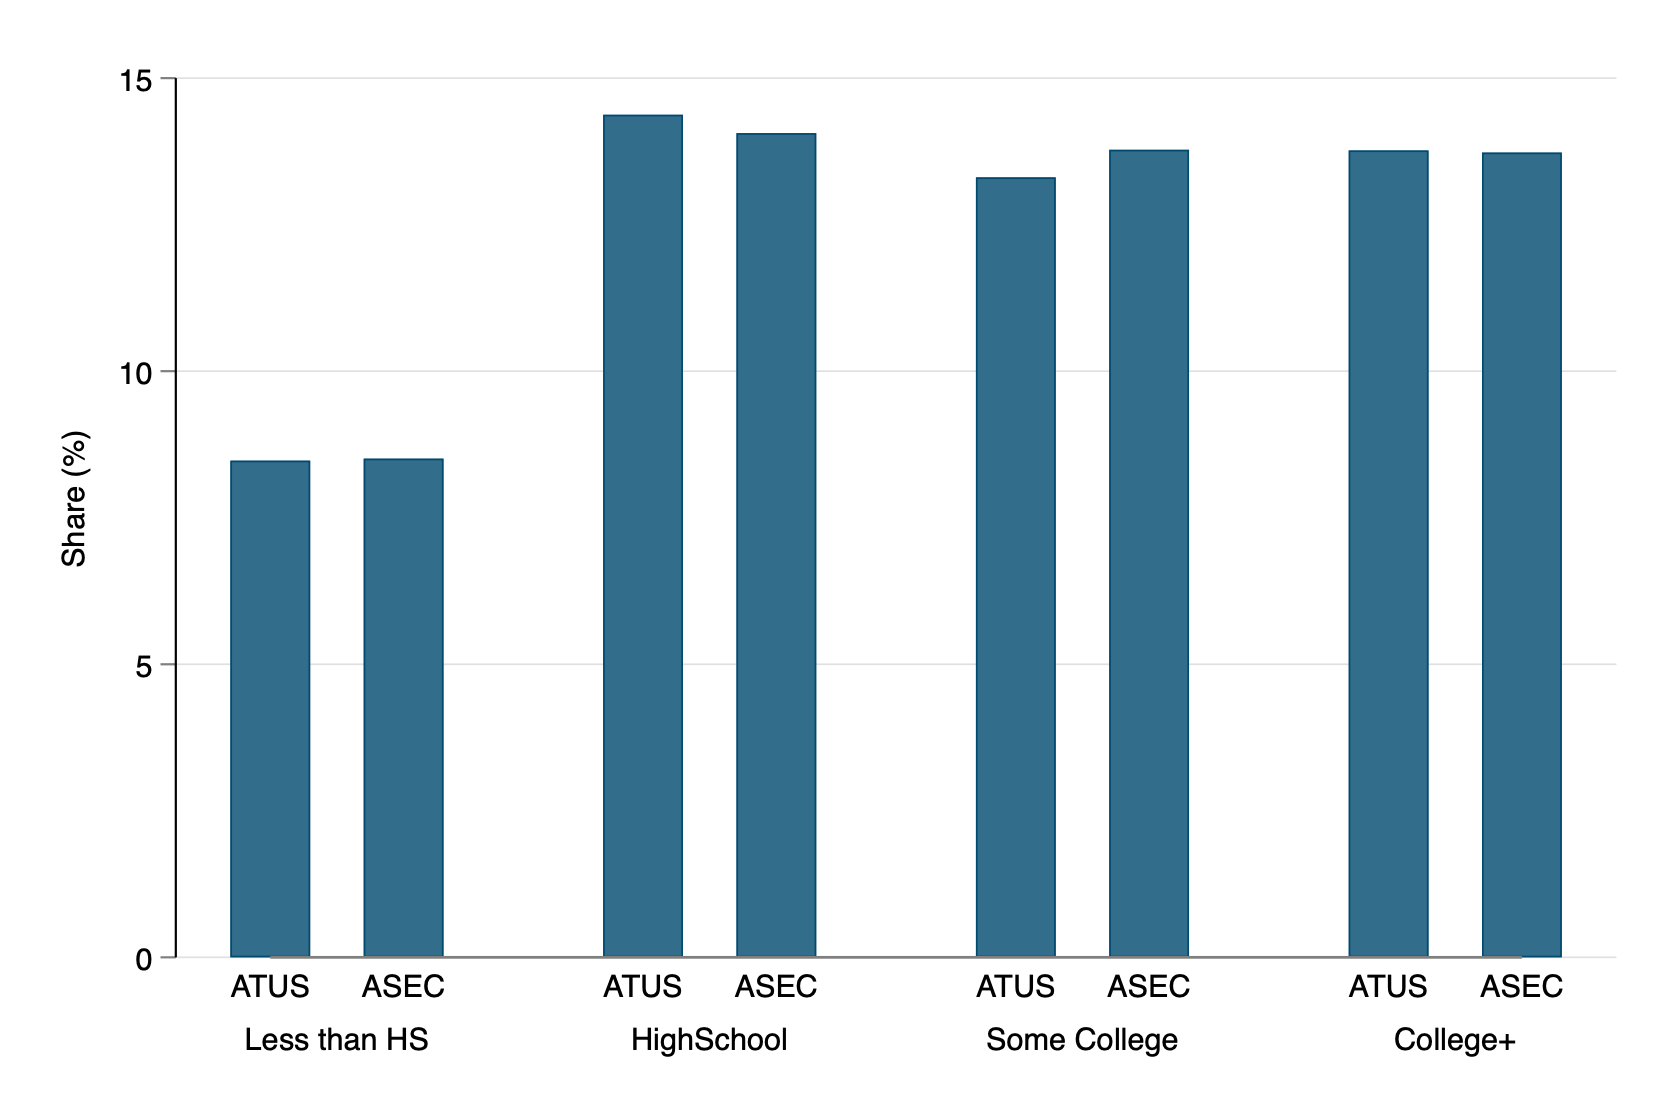 15
10
5
0
Share (%)
ATUS ASEC ATUS ASEC ATUS ASEC ATUS ASEC
Less than HS HighSchool Some College College+